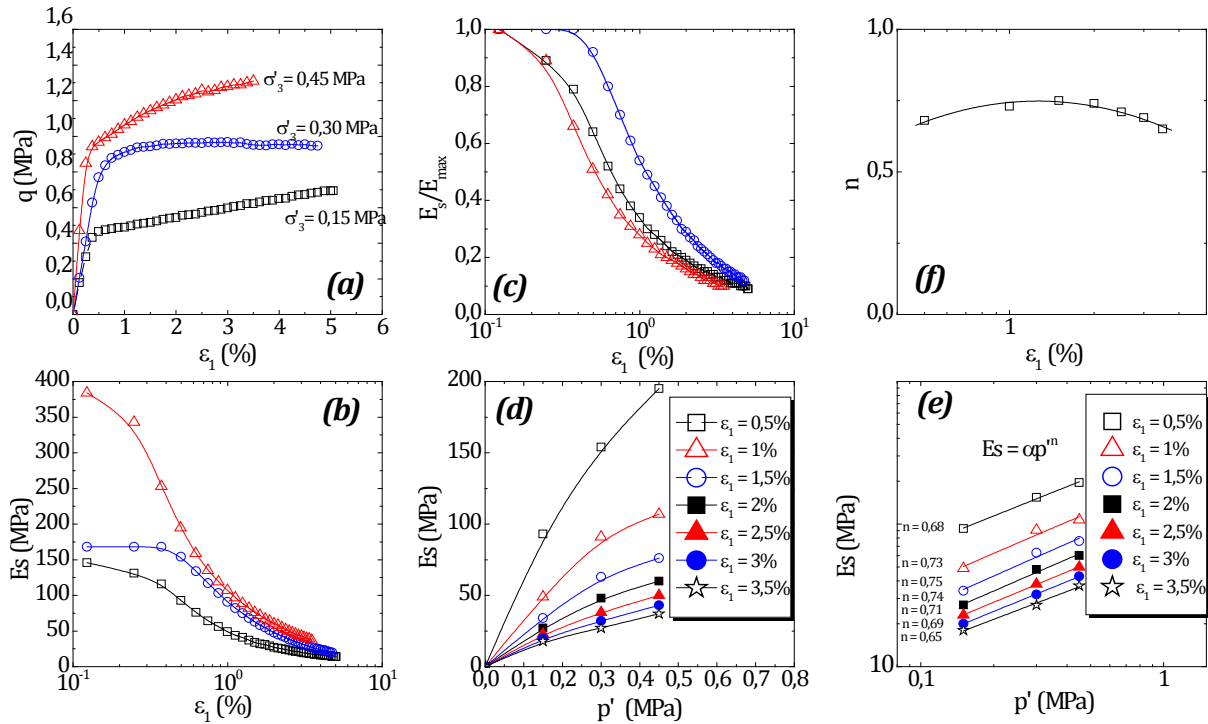 1,6
1,4
1,2
1,0
0,8
0,6
0,4
0,2
0,0
q (MPa)
σ'₃= 0,45 MPa
σ'₃= 0,30 MPa
σ'₃= 0,15 MPa
(a)
0 1 2 3 4 5 6
ε₁ (%)
1,0
0,8
0,6
0,4
0,2
0,0
Eₛ/Eₘₐₓ
(c)
10⁻¹ 10⁰ 10¹
ε₁ (%)
1,0
0,5
0,0
n
(f)
1
ε₁ (%)
400
350
300
250
200
150
100
50
0
Es (MPa)
(b)
10⁻¹ 10⁰ 10¹
ε₁ (%)
200
150
100
50
0
Es (MPa)
(d)
ε₁ = 0,5%
ε₁ = 1%
ε₁ = 1,5%
ε₁ = 2%
ε₁ = 2,5%
ε₁ = 3%
ε₁ = 3,5%
0,0 0,1 0,2 0,3 0,4 0,5 0,6 0,7 0,8
p' (MPa)
(e)
Es = αp'ⁿ
ε₁ = 0,5%
ε₁ = 1%
ε₁ = 1,5%
ε₁ = 2%
ε₁ = 2,5%
ε₁ = 3%
ε₁ = 3,5%
n = 0,68
n = 0,73
n = 0,75
n = 0,74
n = 0,71
n = 0,69
n = 0,65
Es (MPa)
10
0,1 1
p' (MPa)